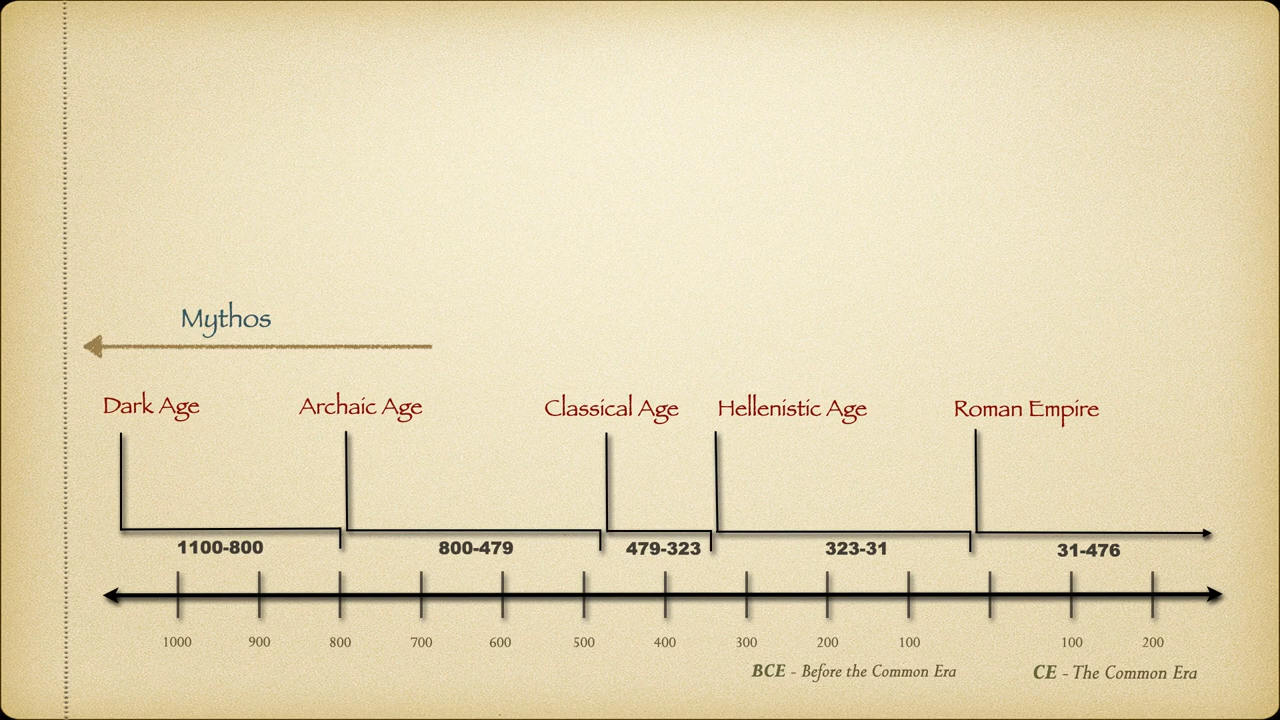 Mythos
Dark Age
Archaic Age
Classical Age
Hellenistic Age
Roman Empire
1100-800
800-479
479-323
323-31
31-476
1000 900 800 700 600 500 400 300 200 100 100 200
BCE - Before the Common Era
CE - The Common Era